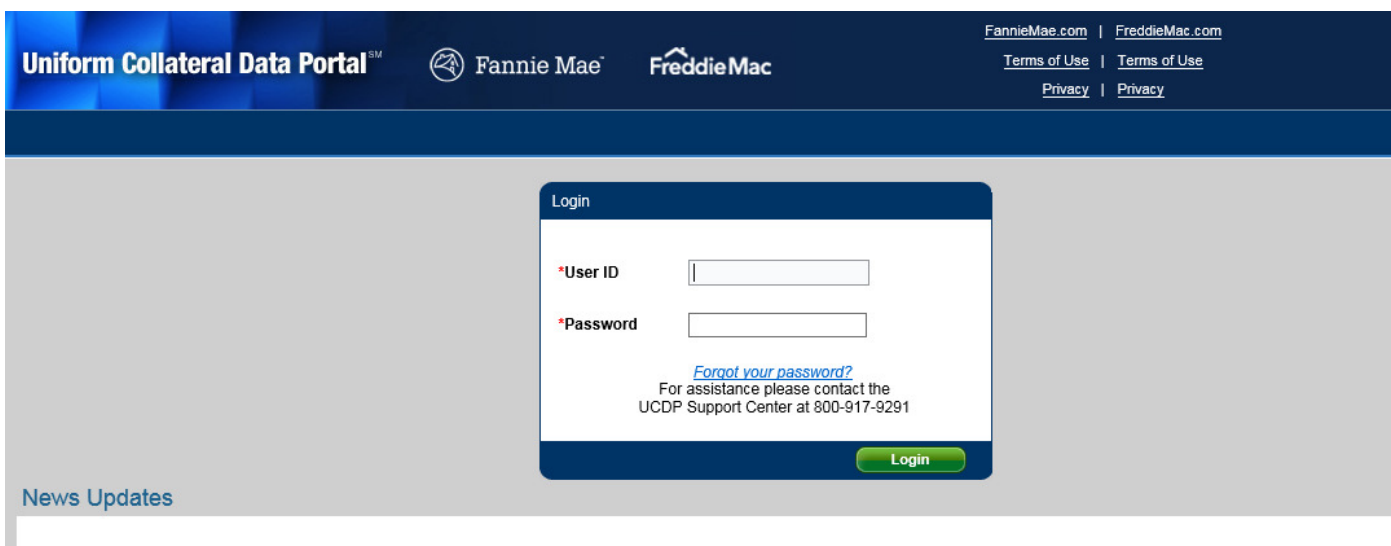 Uniform Collateral Data Portal℠
Fannie Mae
Freddie Mac
FannieMae.com | FreddieMac.com
Terms of Use | Terms of Use
Privacy | Privacy
Login
*User ID
*Password
Forgot your password?
For assistance please contact the
UCDP Support Center at 800-917-9291
Login
News Updates